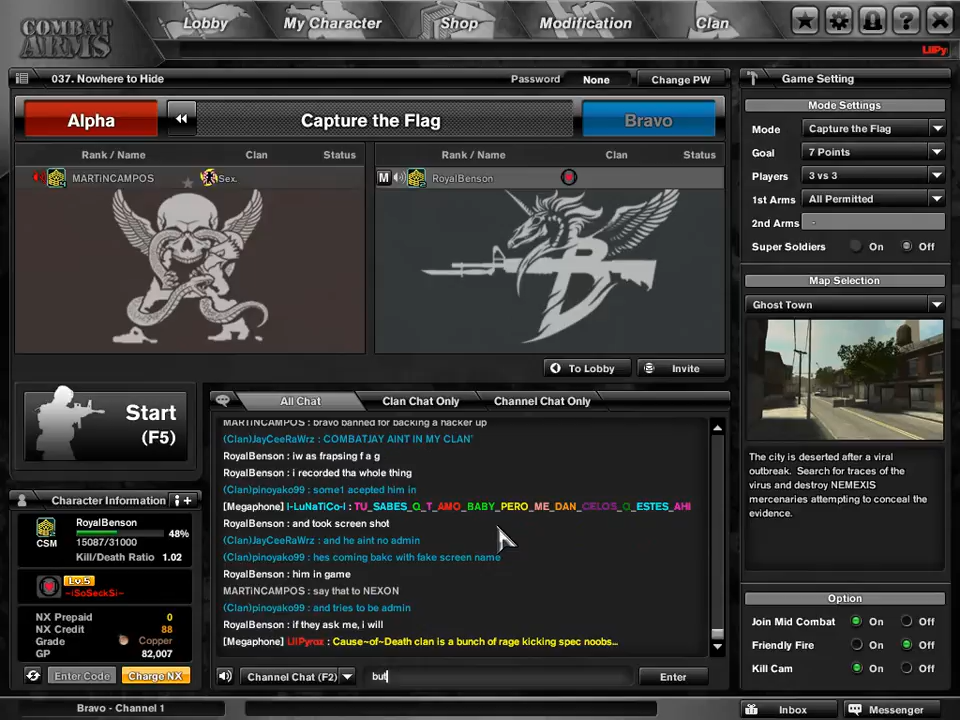 COMBAT ARMS
Lobby
My Character
Shop
Modification
Clan
?
LilPy
037. Nowhere to Hide
Password
None
Change PW
Alpha
Capture the Flag
Bravo
Rank / Name Clan Status
Rank / Name Clan Status
MARTiNCAMPOS Sex.
M RoyalBenson
To Lobby
Invite
Start
(F5)
All Chat
Clan Chat Only
Channel Chat Only
MARTiNCAMPOS : bravo banned for backing a hacker up
(Clan)JayCeeRaWrz : COMBATJAY AINT IN MY CLAN'
RoyalBenson : iw as frapsing f a g
RoyalBenson : i recorded tha whole thing
(Clan)pinoyako99 : some1 acepted him in
[Megaphone] I-LuNaTiCo-I : TU_SABES_Q_T_AMO_BABY_PERO_ME_DAN_CELOS_Q_ESTES_AHI
RoyalBenson : and took screen shot
(Clan)JayCeeRaWrz : and he aint no admin
(Clan)pinoyako99 : hes coming bakc with fake screen name
RoyalBenson : him in game
MARTiNCAMPOS : say that to NEXON
(Clan)pinoyako99 : and tries to be admin
RoyalBenson : if they ask me, i will
[Megaphone] LilPyrox : Cause~of~Death clan is a bunch of rage kicking spec noobs...
Channel Chat (F2)
but
Enter
Character Information
RoyalBenson
48%
CSM
15087/31000
Kill/Death Ratio 1.02
Lv 5
~iSoSeckSi~
NX Prepaid 0
NX Credit 88
Grade Copper
GP 82,007
Enter Code
Charge NX
Bravo - Channel 1
Game Setting
Mode Settings
Mode Capture the Flag
Goal 7 Points
Players 3 vs 3
1st Arms All Permitted
2nd Arms -
Super Soldiers On Off
Map Selection
Ghost Town
The city is deserted after a viral
outbreak. Search for traces of the
virus and destroy NEMEXIS
mercenaries attempting to conceal the
evidence.
Option
Join Mid Combat On Off
Friendly Fire On Off
Kill Cam On Off
Inbox
Messenger